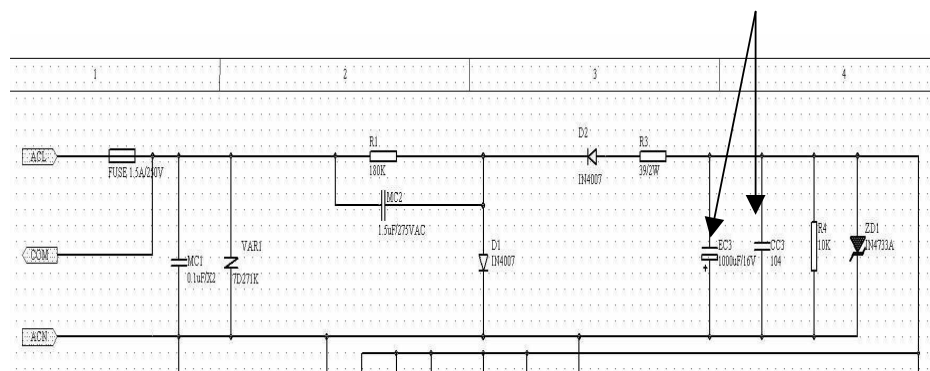 1 2 3 4
ACL
FUSE 1.5A/250V
R1
180K
D2
IN4007
R3
39/2W
MC2
1.5uF/275VAC
COM
MC1
0.1uF/X2
VAR1
7D271K
D1
IN4007
EC3
1000uF/16V
+
CC3
104
R4
10K
ZD1
IN4733A
ACN